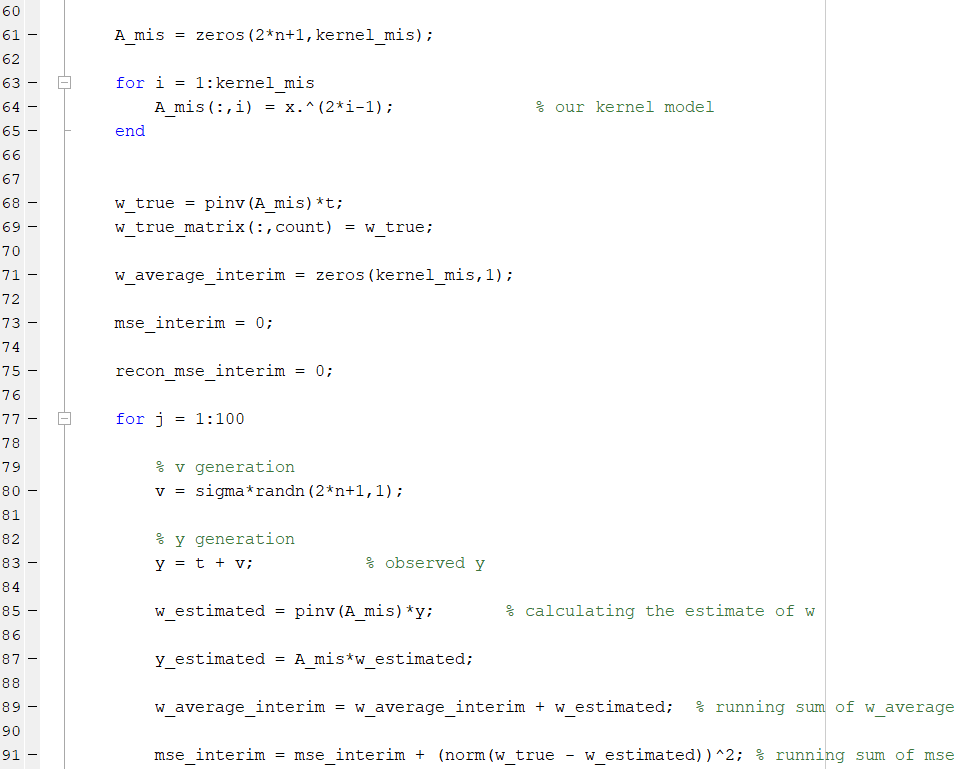 60
61 –     A_mis = zeros(2*n+1,kernel_mis);
62
63 –     for i = 1:kernel_mis
64 –         A_mis(:,i) = x.^(2*i-1);              % our kernel model
65 –     end
66
67
68 –     w_true = pinv(A_mis)*t;
69 –     w_true_matrix(:,count) = w_true;
70
71 –     w_average_interim = zeros(kernel_mis,1);
72
73 –     mse_interim = 0;
74
75 –     recon_mse_interim = 0;
76
77 –     for j = 1:100
78
79         % v generation
80 –         v = sigma*randn(2*n+1,1);
81
82         % y generation
83 –         y = t + v;           % observed y
84
85 –         w_estimated = pinv(A_mis)*y;       % calculating the estimate of w
86
87 –         y_estimated = A_mis*w_estimated;
88
89 –         w_average_interim = w_average_interim + w_estimated;  % running sum of w_average
90
91 –         mse_interim = mse_interim + (norm(w_true - w_estimated))^2; % running sum of mse